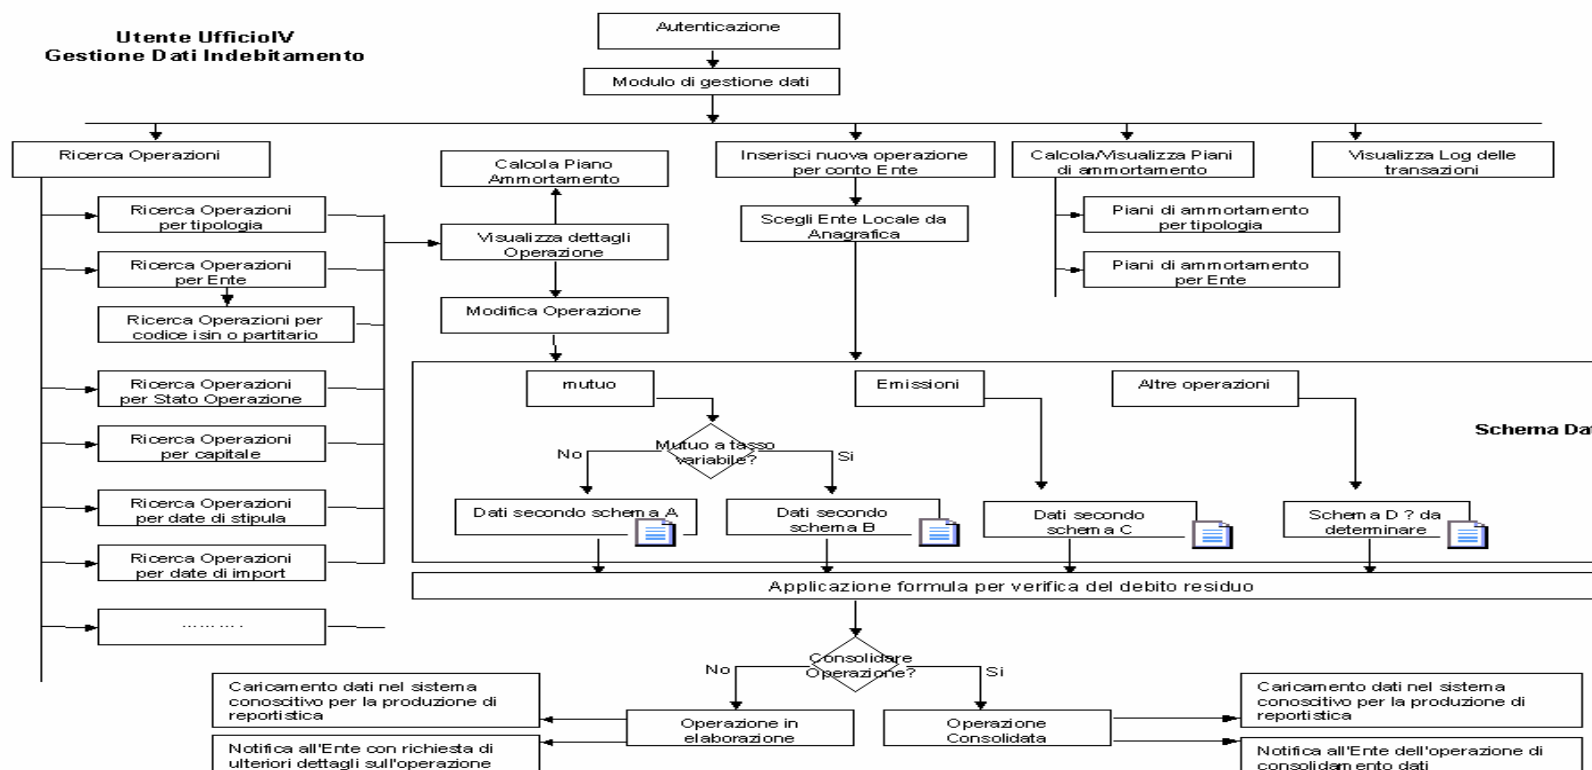 Utente UfficioIV
Gestione Dati Indebitamento
Autenticazione
Modulo di gestione dati
Ricerca Operazioni
Calcola Piano
Ammortamento
Inserisci nuova operazione
per conto Ente
Calcola/Visualizza Piani
di ammortamento
Visualizza Log delle
transazioni
Ricerca Operazioni
per tipologia
Visualizza dettagli
Operazione
Scegli Ente Locale da
Anagrafica
Piani di ammortamento
per tipologia
Ricerca Operazioni
per Ente
Piani di ammortamento
per Ente
Ricerca Operazioni per
codice isin o partitario
Modifica Operazione
Ricerca Operazioni
per Stato Operazione
mutuo
Emissioni
Altre operazioni
Ricerca Operazioni
per capitale
Mutuo a tasso
variabile?
No
Si
Schema Dat
Ricerca Operazioni
per date di stipula
Dati secondo schema A
Dati secondo
schema B
Dati secondo
schema C
Schema D ? da
determinare
Ricerca Operazioni
per date di import
Applicazione formula per verifica del debito residuo
..........
Consolidare
Operazione?
No
Si
Caricamento dati nel sistema
conoscitivo per la produzione di
reportistica
Operazione in
elaborazione
Operazione
Consolidata
Caricamento dati nel sistema
conoscitivo per la produzione di
reportistica
Notifica all'Ente con richiesta di
ulteriori dettagli sull'operazione
Notifica all'Ente dell'operazione di
consolidamento dati